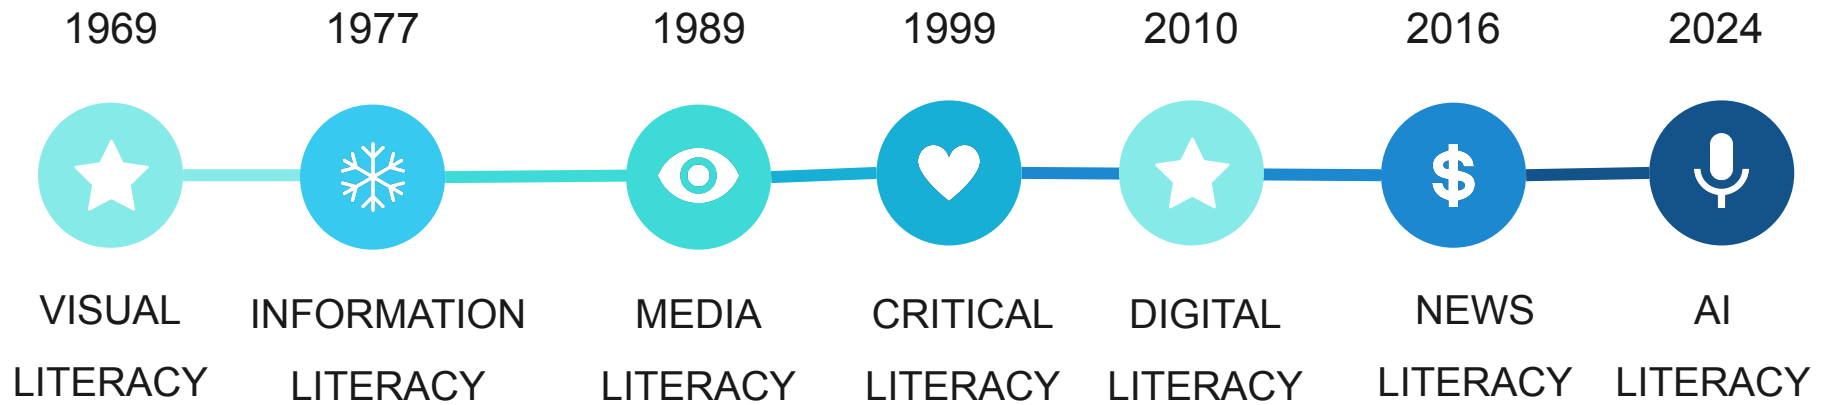 1969 1977 1989 1999 2010 2016 2024
VISUAL INFORMATION MEDIA CRITICAL DIGITAL NEWS AI
LITERACY LITERACY LITERACY LITERACY LITERACY LITERACY LITERACY